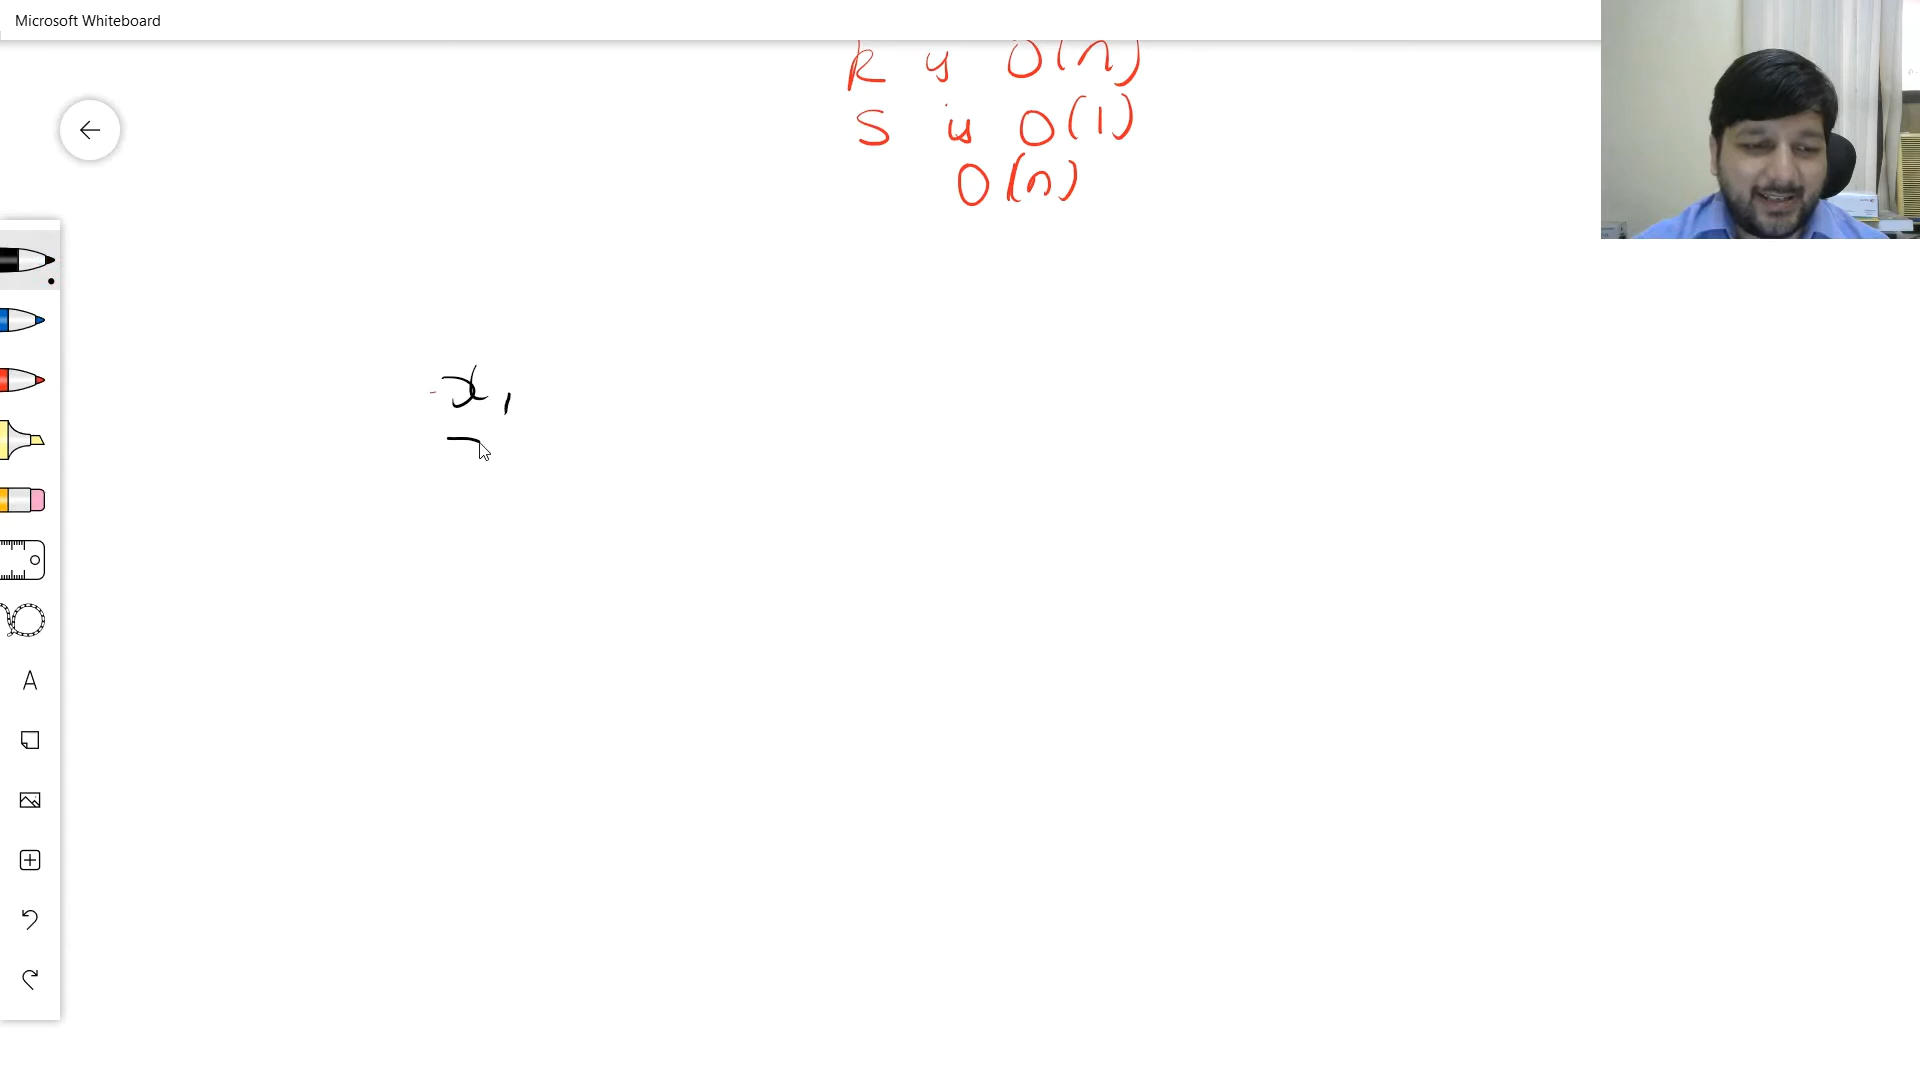 Microsoft Whiteboard
R is O(n)
S is O(1)
O(n)
x,